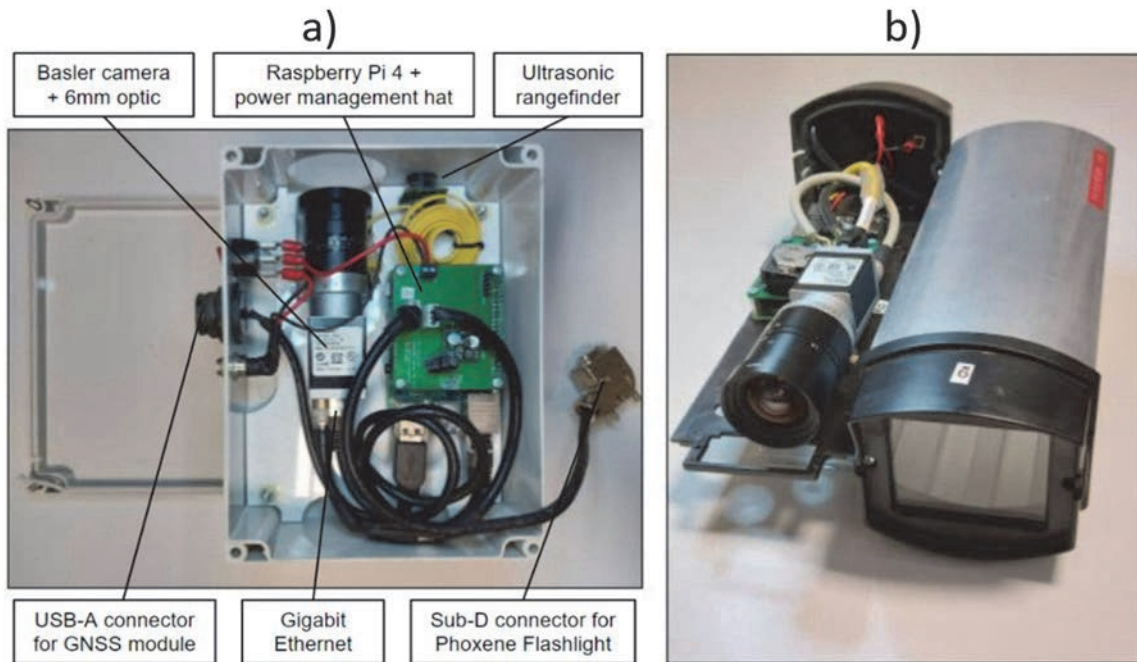 a)
b)
Basler camera
+ 6mm optic
Raspberry Pi 4 +
power management hat
Ultrasonic
rangefinder
USB-A connector
for GNSS module
Gigabit
Ethernet
Sub-D connector for
Phoxene Flashlight